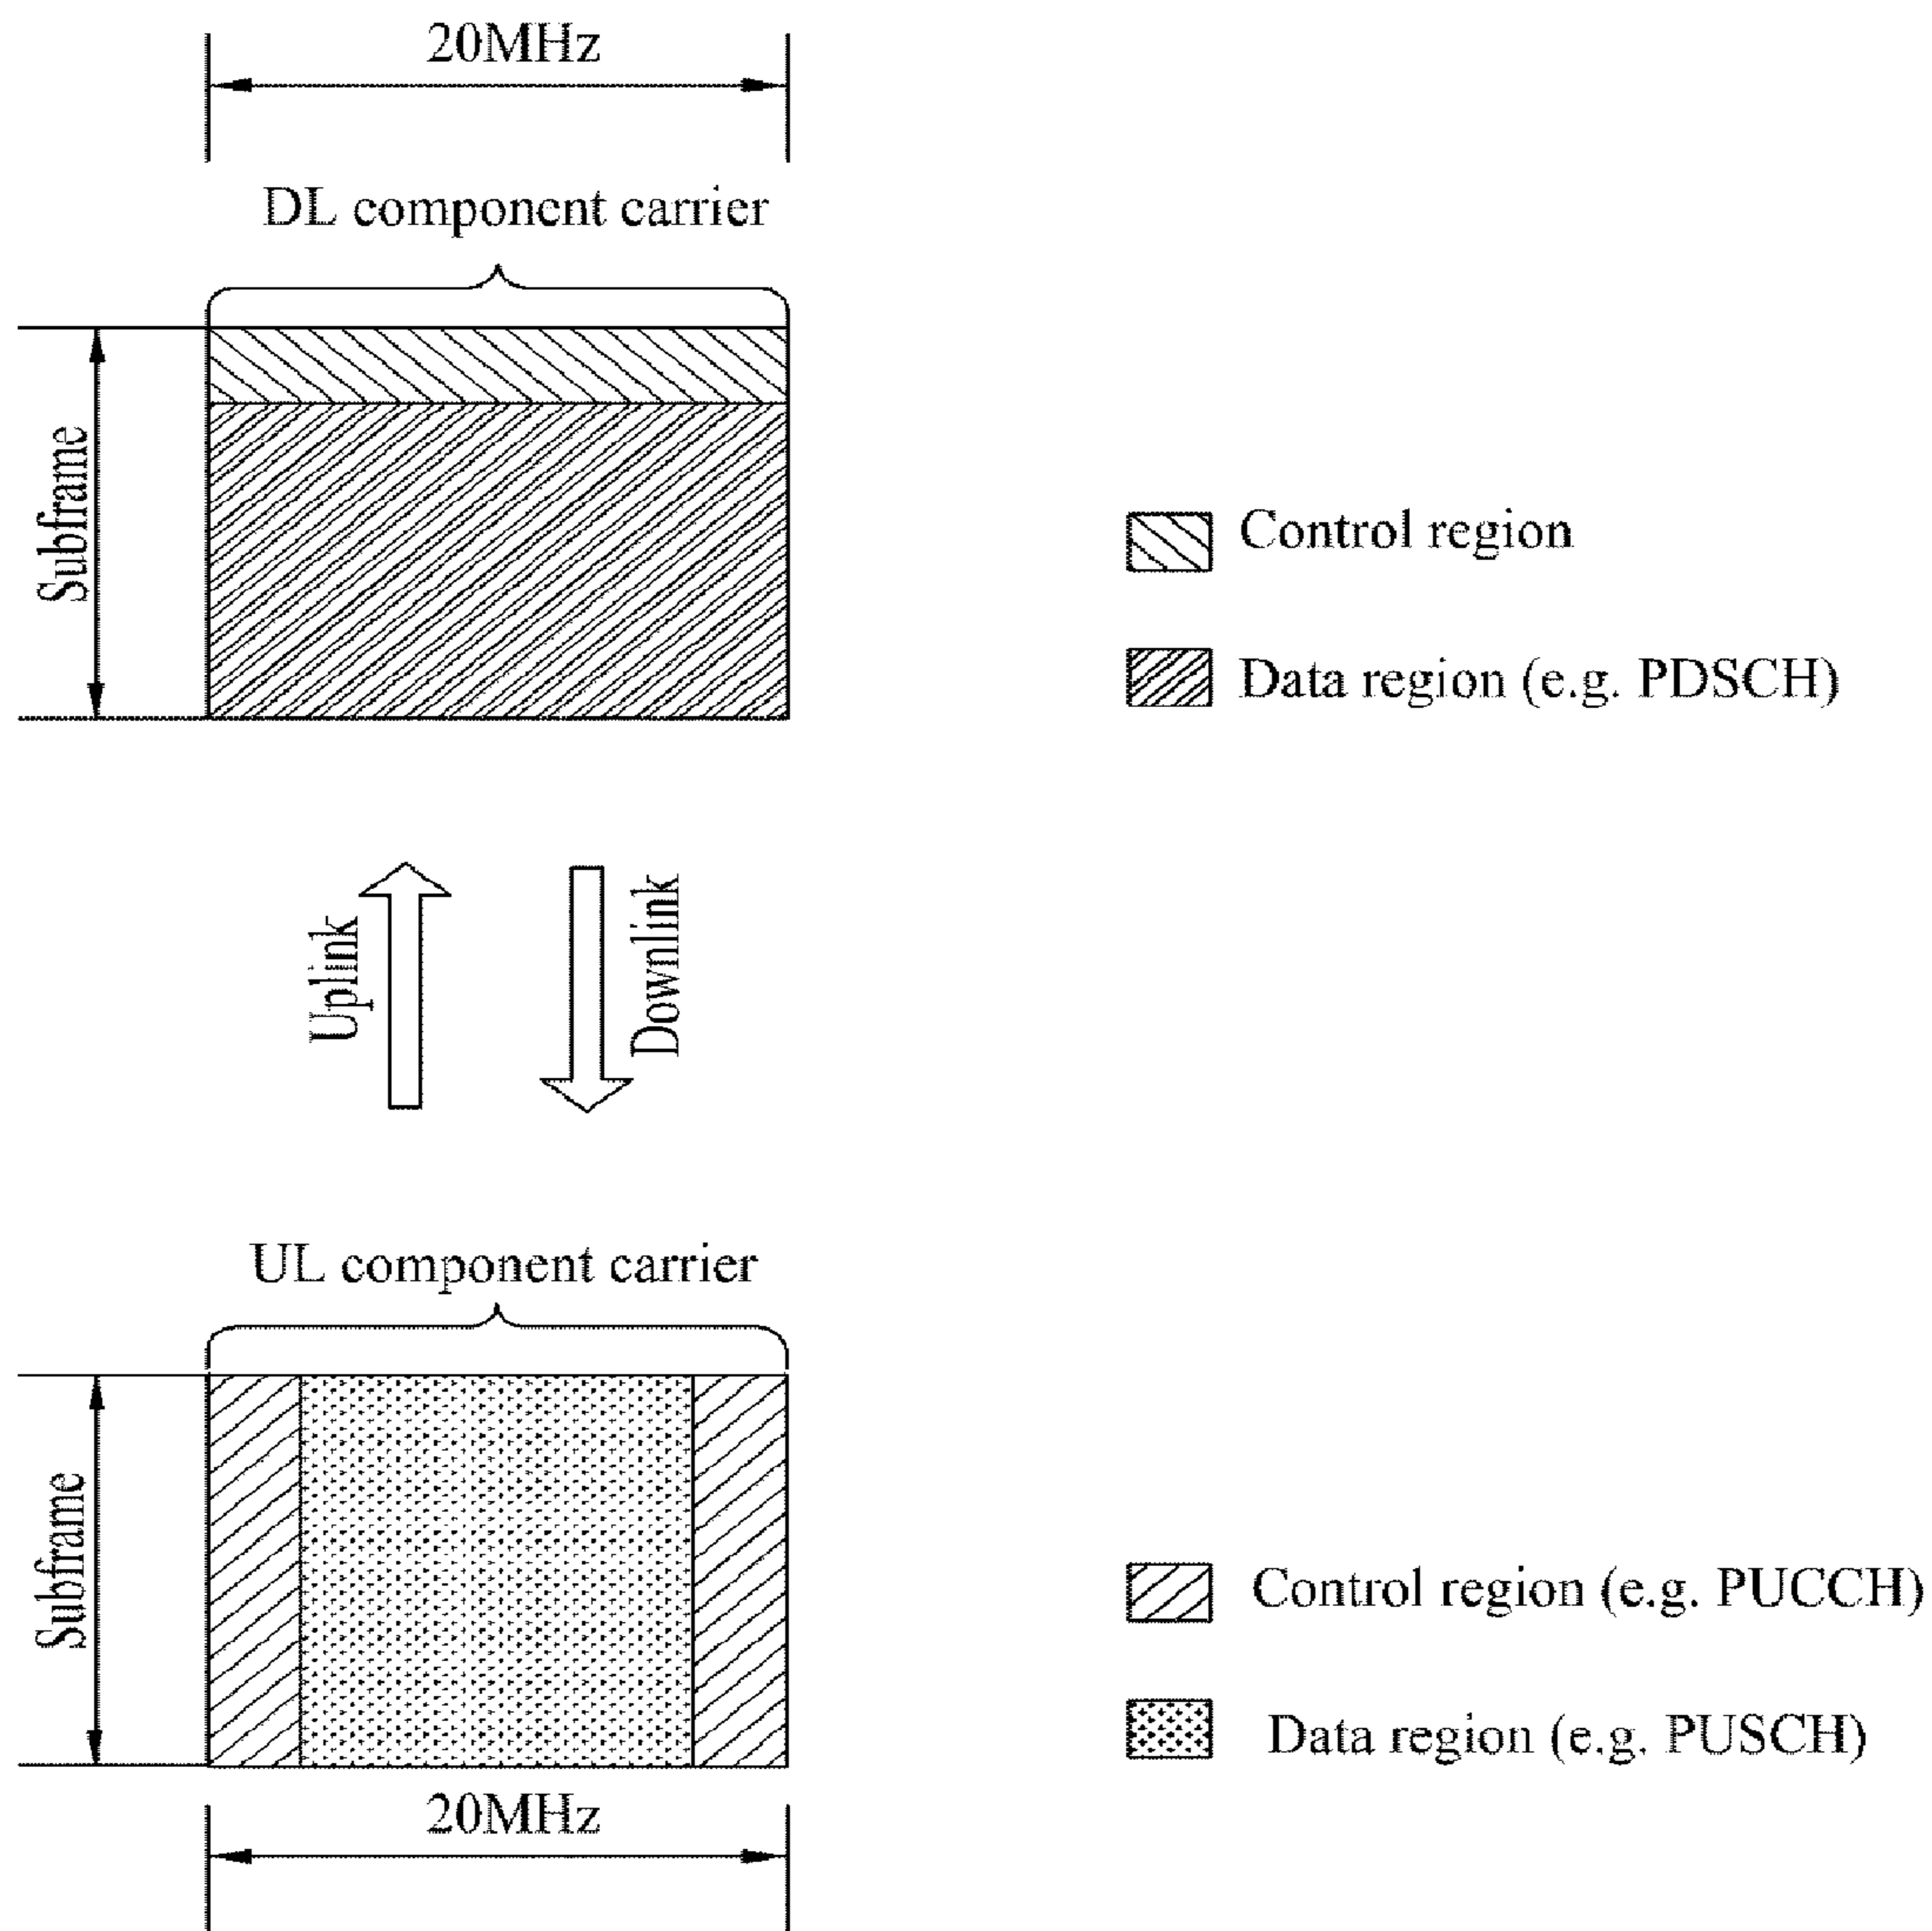 20MHz
DL component carrier
Subframe
Control region
Data region (e.g. PDSCH)
Uplink
Downlink
UL component carrier
Subframe
Control region (e.g. PUCCH)
Data region (e.g. PUSCH)
20MHz